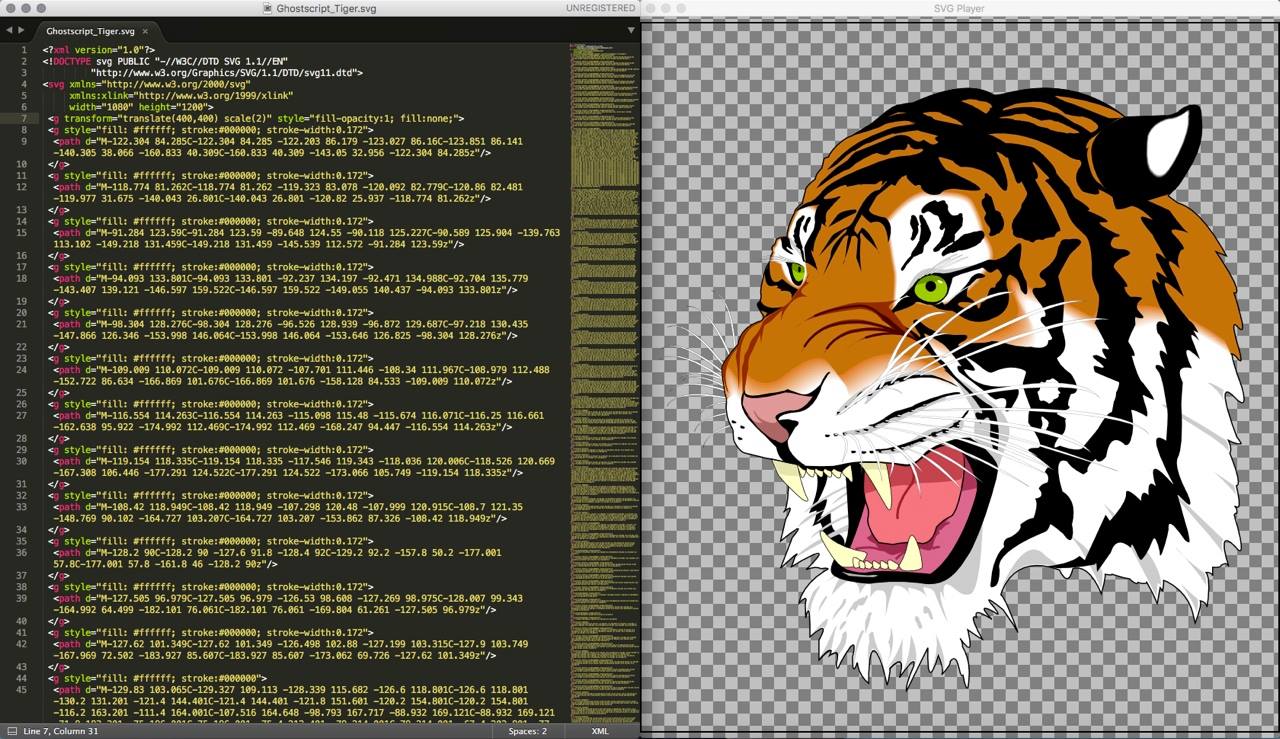 Ghostscript_Tiger.svg
UNREGISTERED
SVG Player
Ghostscript_Tiger.svg ×
1 <?xml version="1.0"?>
2 <!DOCTYPE svg PUBLIC "-//W3C//DTD SVG 1.1//EN"
3 "http://www.w3.org/Graphics/SVG/1.1/DTD/svg11.dtd">
4 <svg xmlns="http://www.w3.org/2000/svg"
5 xmlns:xlink="http://www.w3.org/1999/xlink"
6 width="1080" height="1200">
7 <g transform="translate(400,400) scale(2)" style="fill-opacity:1; fill:none;">
8 <g style="fill: #ffffff; stroke:#000000; stroke-width:0.172">
9 <path d="M-122.304 84.285C-122.304 84.285 -122.203 86.179 -123.027 86.16C-123.851 86.141
-140.305 38.066 -160.833 40.309C-160.833 40.309 -143.05 32.956 -122.304 84.285z"/>
10 </g>
11 <g style="fill: #ffffff; stroke:#000000; stroke-width:0.172">
12 <path d="M-118.774 81.262C-118.774 81.262 -119.323 83.078 -120.092 82.779C-120.86 82.481
-119.977 31.675 -140.043 26.801C-140.043 26.801 -120.82 25.937 -118.774 81.262z"/>
13 </g>
14 <g style="fill: #ffffff; stroke:#000000; stroke-width:0.172">
15 <path d="M-91.284 123.59C-91.284 123.59 -89.648 124.55 -90.118 125.227C-90.589 125.904 -139.763
113.102 -149.218 131.459C-149.218 131.459 -145.539 112.572 -91.284 123.59z"/>
16 </g>
17 <g style="fill: #ffffff; stroke:#000000; stroke-width:0.172">
18 <path d="M-94.093 133.801C-94.093 133.801 -92.237 134.197 -92.471 134.988C-92.704 135.779
-143.407 139.121 -146.597 159.522C-146.597 159.522 -149.055 140.437 -94.093 133.801z"/>
19 </g>
20 <g style="fill: #ffffff; stroke:#000000; stroke-width:0.172">
21 <path d="M-98.304 128.276C-98.304 128.276 -96.526 128.939 -96.872 129.687C-97.218 130.435
-147.866 126.346 -153.998 146.064C-153.998 146.064 -153.646 126.825 -98.304 128.276z"/>
22 </g>
23 <g style="fill: #ffffff; stroke:#000000; stroke-width:0.172">
24 <path d="M-109.009 110.072C-109.009 110.072 -107.701 111.446 -108.34 111.967C-108.979 112.488
-152.722 86.634 -166.869 101.676C-166.869 101.676 -158.128 84.533 -109.009 110.072z"/>
25 </g>
26 <g style="fill: #ffffff; stroke:#000000; stroke-width:0.172">
27 <path d="M-116.554 114.263C-116.554 114.263 -115.098 115.48 -115.674 116.071C-116.25 116.661
-162.638 95.922 -174.992 112.469C-174.992 112.469 -168.247 94.447 -116.554 114.263z"/>
28 </g>
29 <g style="fill: #ffffff; stroke:#000000; stroke-width:0.172">
30 <path d="M-119.154 118.335C-119.154 118.335 -117.546 119.343 -118.036 120.006C-118.526 120.669
-167.308 106.446 -177.291 124.522C-177.291 124.522 -173.066 105.749 -119.154 118.335z"/>
31 </g>
32 <g style="fill: #ffffff; stroke:#000000; stroke-width:0.172">
33 <path d="M-108.42 118.949C-108.42 118.949 -107.298 120.48 -107.999 120.915C-108.7 121.35
-148.769 90.102 -164.727 103.207C-164.727 103.207 -153.862 87.326 -108.42 118.949z"/>
34 </g>
35 <g style="fill: #ffffff; stroke:#000000; stroke-width:0.172">
36 <path d="M-128.2 90C-128.2 90 -127.6 91.8 -128.4 92C-129.2 92.2 -157.8 50.2 -177.001
57.8C-177.001 57.8 -161.8 46 -128.2 90z"/>
37 </g>
38 <g style="fill: #ffffff; stroke:#000000; stroke-width:0.172">
39 <path d="M-127.505 96.979C-127.505 96.979 -126.53 98.608 -127.269 98.975C-128.007 99.343
-164.992 64.499 -182.101 76.061C-182.101 76.061 -169.804 61.261 -127.505 96.979z"/>
40 </g>
41 <g style="fill: #ffffff; stroke:#000000; stroke-width:0.172">
42 <path d="M-127.62 101.349C-127.62 101.349 -126.498 102.88 -127.199 103.315C-127.9 103.749
-167.969 72.502 -183.927 85.607C-183.927 85.607 -173.062 69.726 -127.62 101.349z"/>
43 </g>
44 <g style="fill: #ffffff; stroke:#000000">
45 <path d="M-129.83 103.065C-129.327 109.113 -128.339 115.682 -126.6 118.801C-126.6 118.801
-130.2 131.201 -121.4 144.401C-121.4 144.401 -121.8 151.601 -120.2 154.801C-120.2 154.801
-116.2 163.201 -111.4 164.001C-107.516 164.648 -98.793 167.717 -88.932 169.121C-88.932 169.121
Line 7, Column 31
Spaces: 2
XML